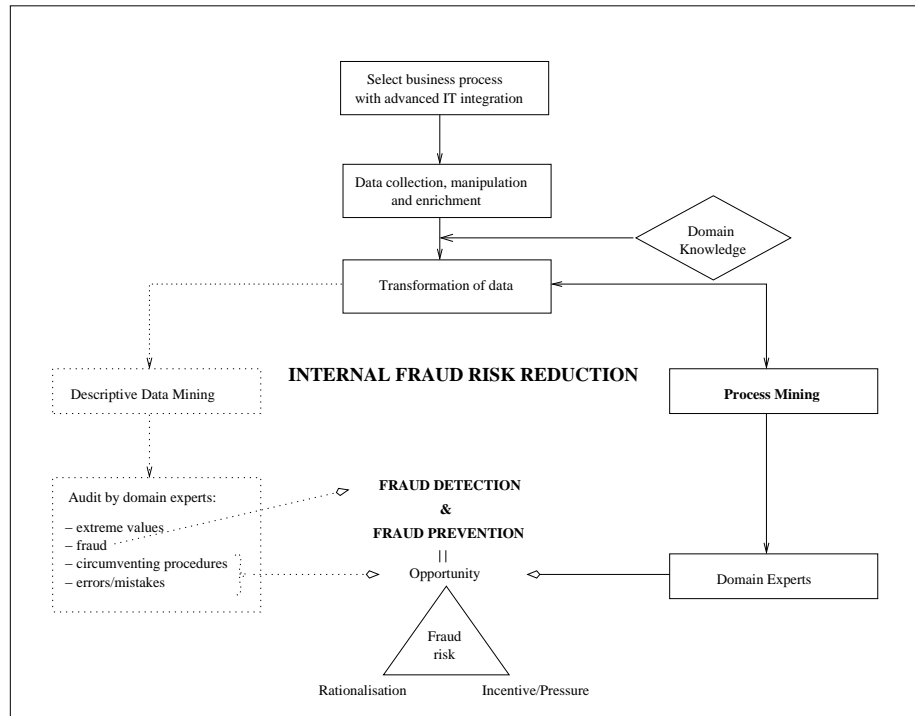 Select business process
with advanced IT integration
Data collection, manipulation
and enrichment
Domain
Knowledge
Transformation of data
INTERNAL FRAUD RISK REDUCTION
Descriptive Data Mining
Process Mining
Audit by domain experts:
– extreme values
– fraud
– circumventing procedures
– errors/mistakes
FRAUD DETECTION
&
FRAUD PREVENTION
Opportunity
Domain Experts
Fraud
risk
Rationalisation
Incentive/Pressure